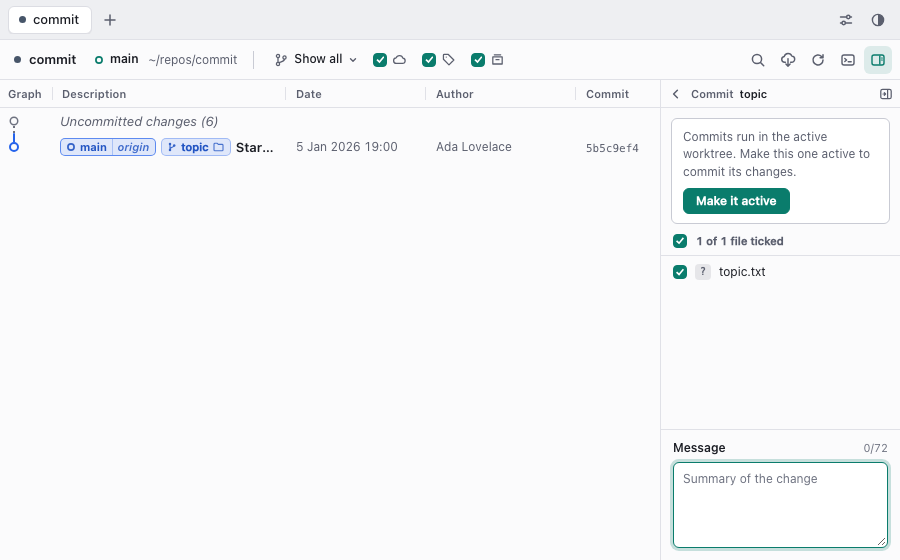 commit
commit main ~/repos/commit Show all
Graph Description Date Author Commit
Commit topic
Uncommitted changes (6)
main origin topic Star... 5 Jan 2026 19:00 Ada Lovelace 5b5c9ef4
Commits run in the active
worktree. Make this one active to
commit its changes.
Make it active
1 of 1 file ticked
? topic.txt
Message 0/72
Summary of the change